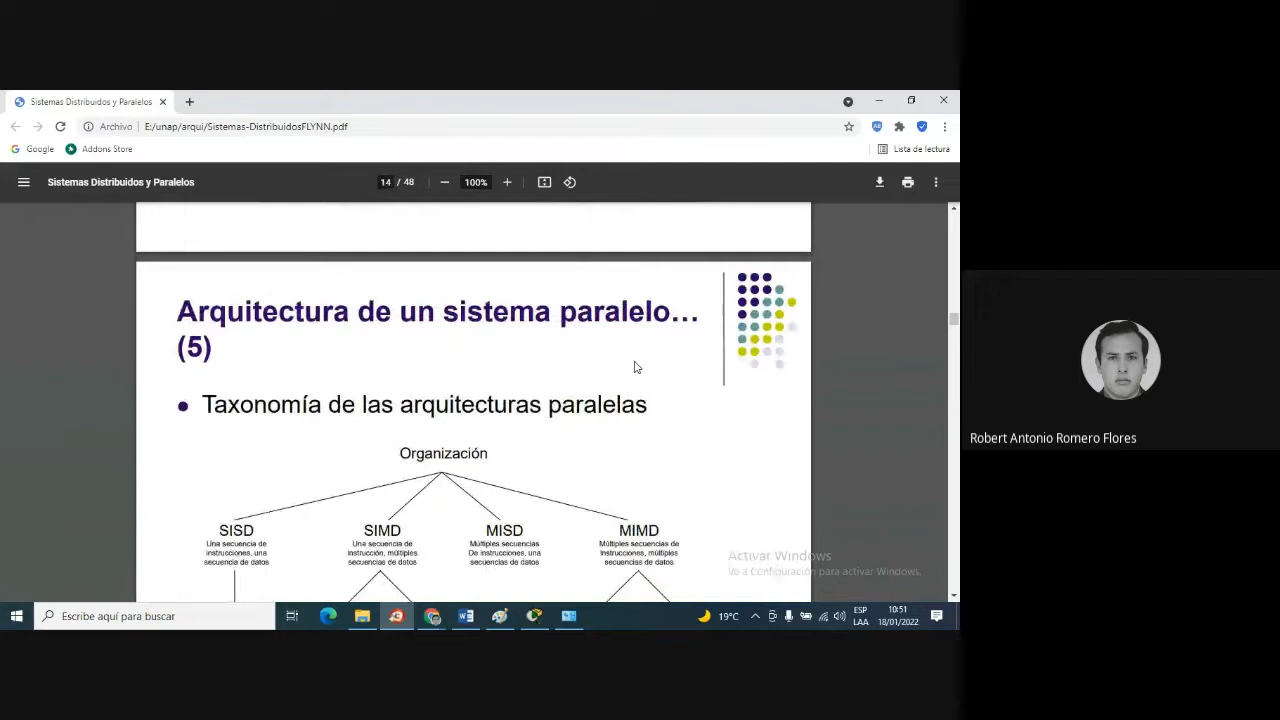 Sistemas Distribuidos y Paralelos
Archivo E:/unap/arqui/Sistemas-DistribuidosFLYNN.pdf
Google Addons Store Lista de lectura
Sistemas Distribuidos y Paralelos 14 / 48 100%
Arquitectura de un sistema paralelo…
(5)
Taxonomía de las arquitecturas paralelas
Organización
SISD SIMD MISD MIMD
Una secuencia de Una secuencia de Múltiples secuencias Múltiples secuencias de
instrucciones, una instrucción, múltiples De instrucciones, una instrucciones, múltiples
secuencia de datos secuencias de datos secuencia de datos secuencias de datos
Activar Windows
Ve a Configuración para activar Windows.
Robert Antonio Romero Flores
Escribe aquí para buscar 19°C ESP 10:51
LAA 18/01/2022